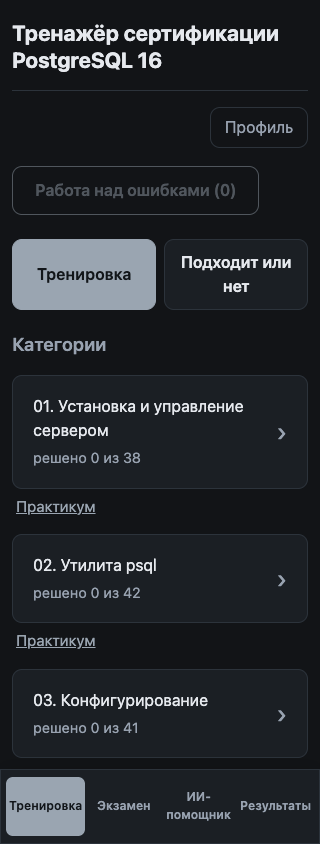 Тренажёр сертификации
PostgreSQL 16
Профиль
Работа над ошибками (0)
Тренировка
Подходит или
нет
Категории
01. Установка и управление
сервером
решено 0 из 38
Практикум
02. Утилита psql
решено 0 из 42
Практикум
03. Конфигурирование
решено 0 из 41
Тренировка
Экзамен
ИИ-
помощник
Результаты